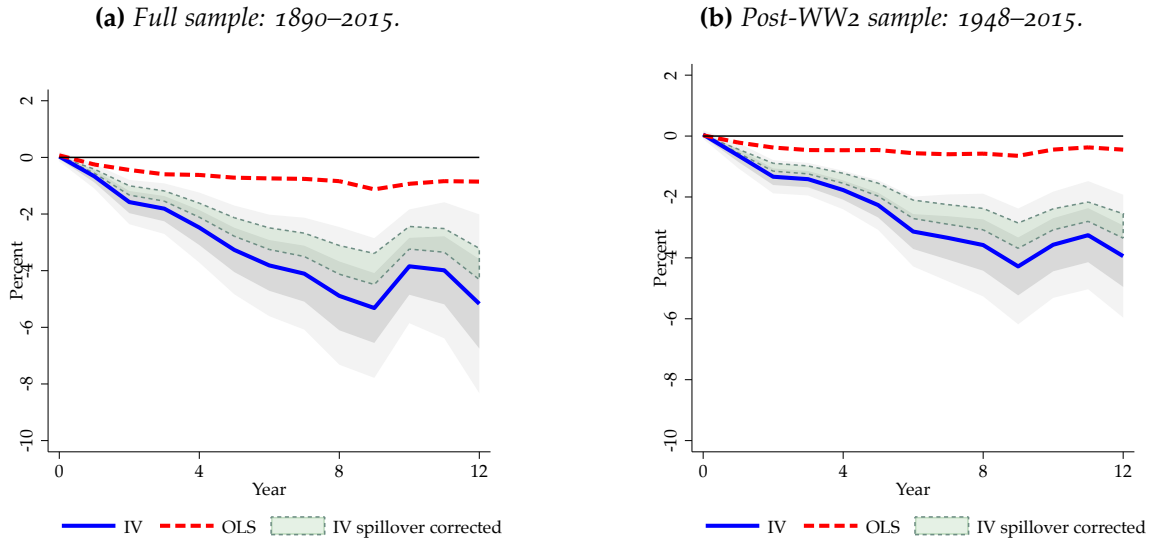 (a) Full sample: 1890–2015.
2
0
-2
-4
-6
-8
-10
Percent
0 4 8 12
Year
IV OLS IV spillover corrected
(b) Post-WW2 sample: 1948–2015.
2
0
-2
-4
-6
-8
-10
Percent
0 4 8 12
Year
IV OLS IV spillover corrected